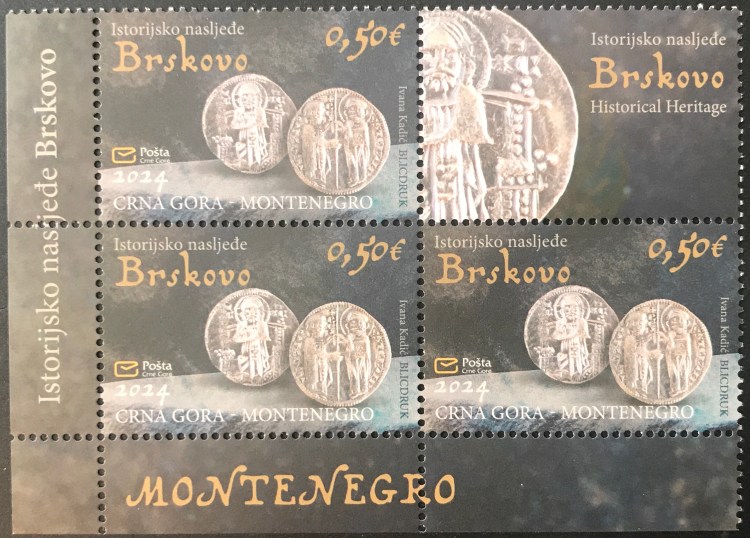 Istorijsko nasljeđe Brskovo
Istorijsko nasljeđe
Brskovo
0,50€
Ivana Kadić BLICDRUK
Pošta
Crne Gore
2024
CRNA GORA - MONTENEGRO
Istorijsko nasljeđe
Brskovo
Historical Heritage
Istorijsko nasljeđe
Brskovo
0,50€
Ivana Kadić BLICDRUK
Pošta
Crne Gore
2024
CRNA GORA - MONTENEGRO
Istorijsko nasljeđe
Brskovo
0,50€
Ivana Kadić BLICDRUK
Pošta
Crne Gore
2024
CRNA GORA - MONTENEGRO
MONTENEGRO